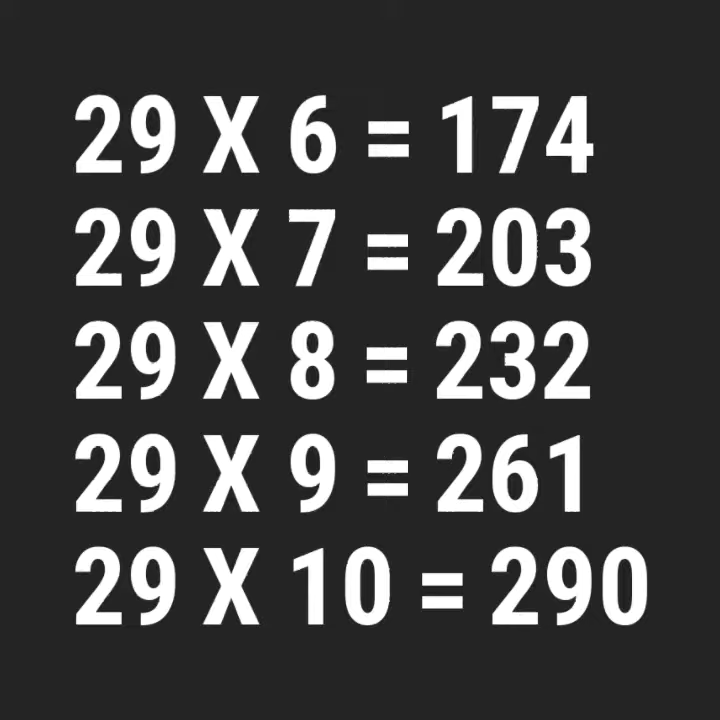 29 X 6 = 174
29 X 7 = 203
29 X 8 = 232
29 X 9 = 261
29 X 10 = 290